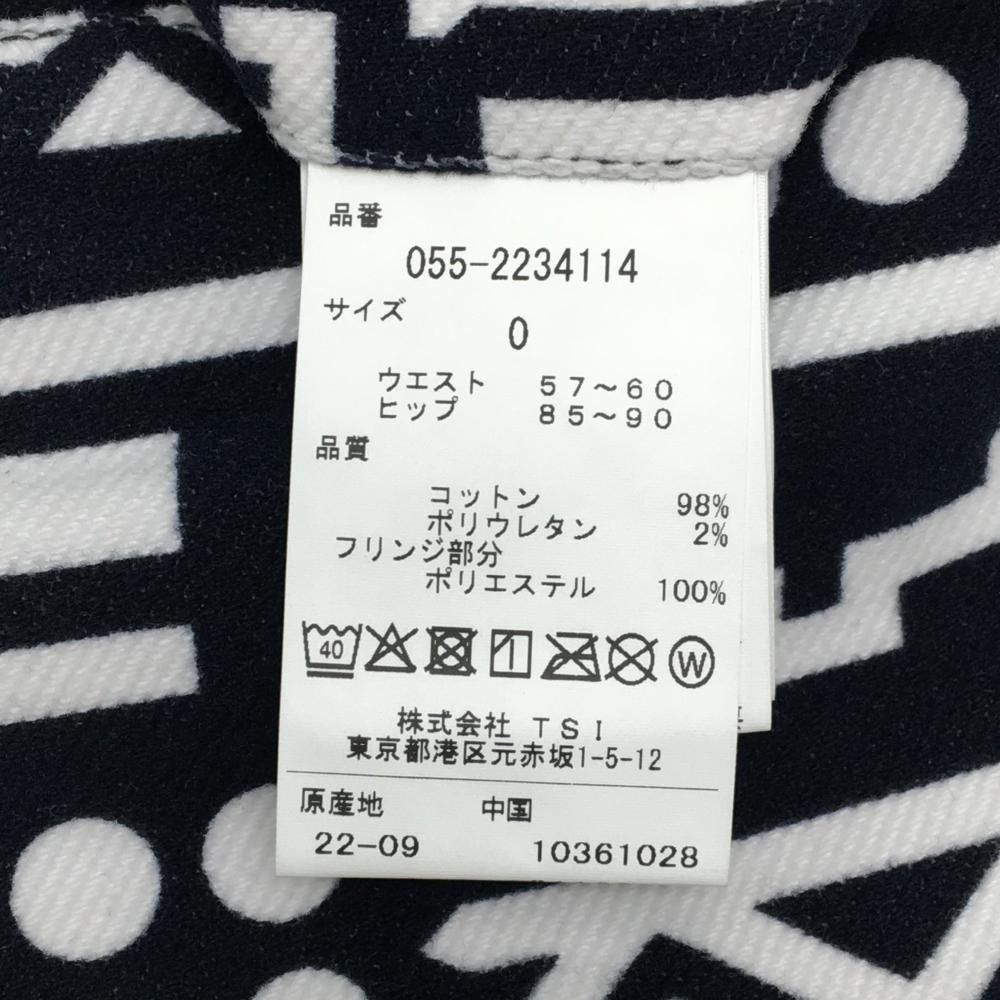 品番
055-2234114
サイズ
0
ウエスト 57〜60
ヒップ 85〜90
品質
コットン 98%
ポリウレタン 2%
フリンジ部分
ポリエステル 100%
40
W
株式会社 TSI
東京都港区元赤坂1-5-12
原産地 中国
22-09 10361028